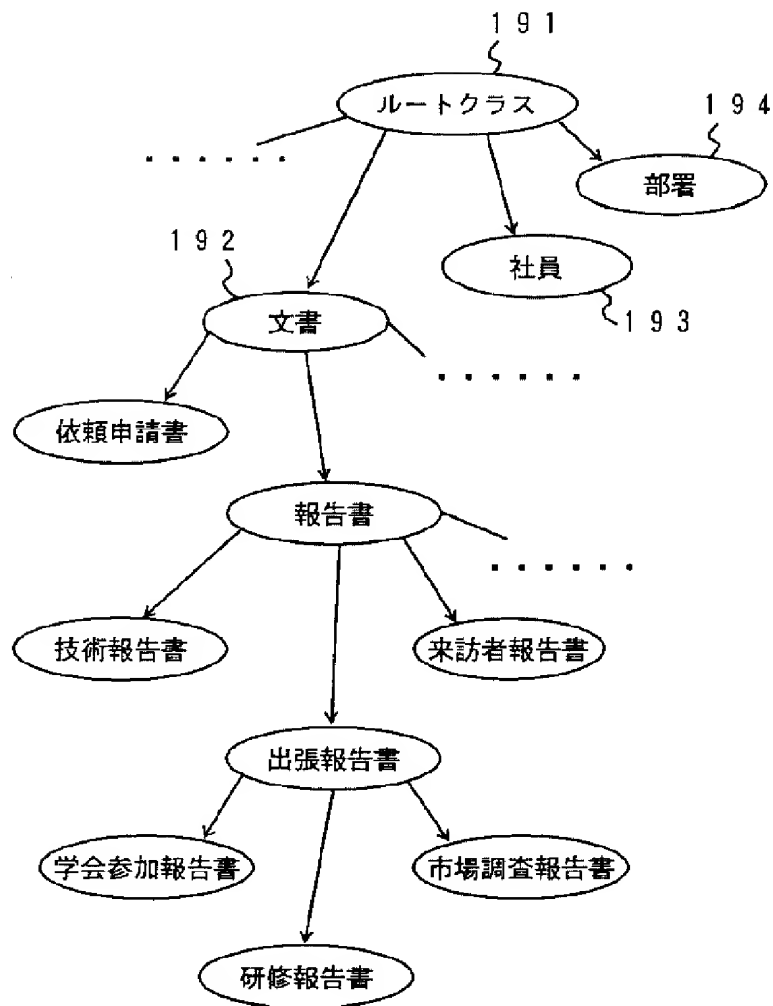 191
ルートクラス
194
部署
......
192
社員
文書
193
......
依頼申請書
報告書
......
技術報告書
来訪者報告書
出張報告書
学会参加報告書
市場調査報告書
研修報告書